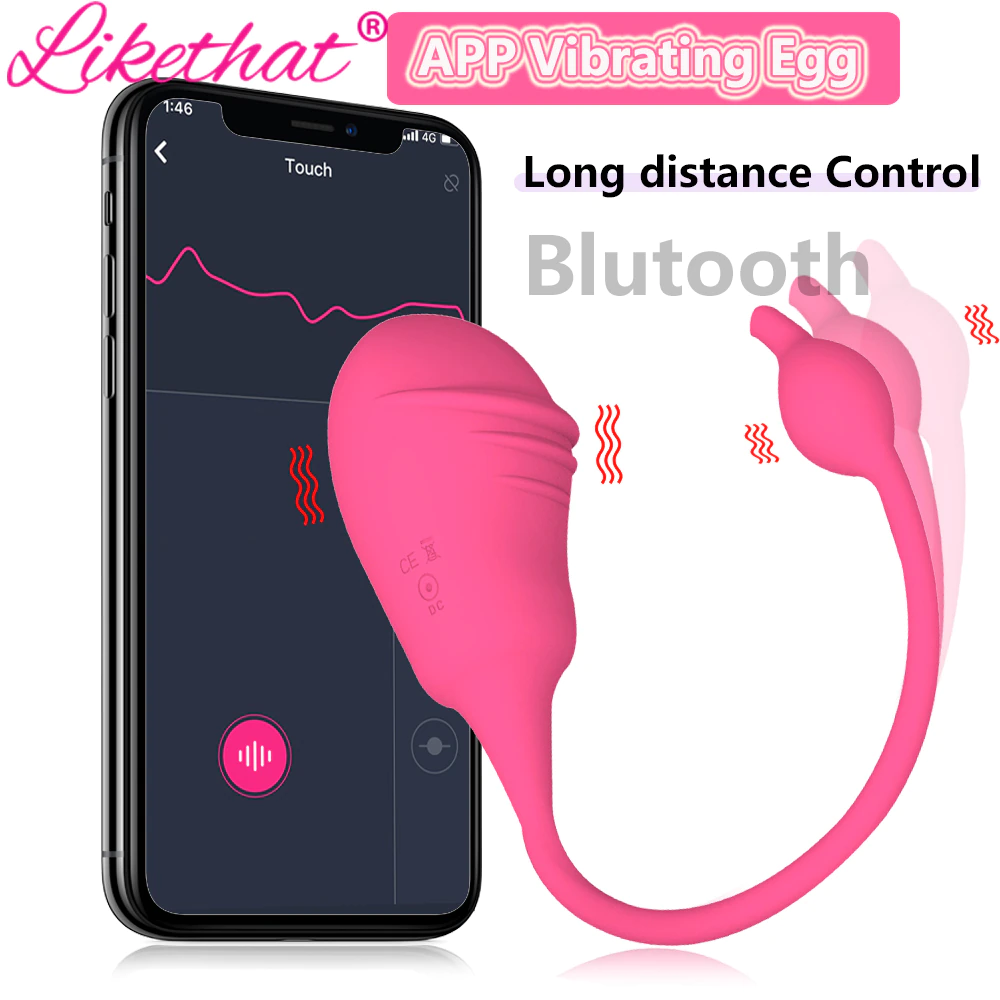 Likethat®
APP Vibrating Egg
1:46
4G
Touch
Long distance Control
Blutooth
CE
DC